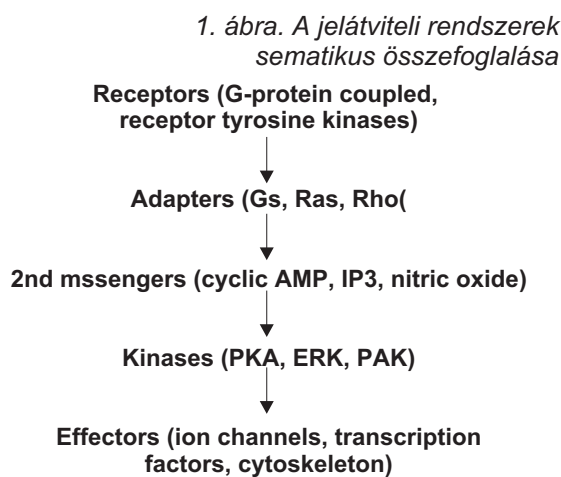 1. ábra. A jelátviteli rendszerek
sematikus összefoglalása
Receptors (G-protein coupled,
receptor tyrosine kinases)
Adapters (Gs, Ras, Rho(
2nd mssengers (cyclic AMP, IP3, nitric oxide)
Kinases (PKA, ERK, PAK)
Effectors (ion channels, transcription
factors, cytoskeleton)